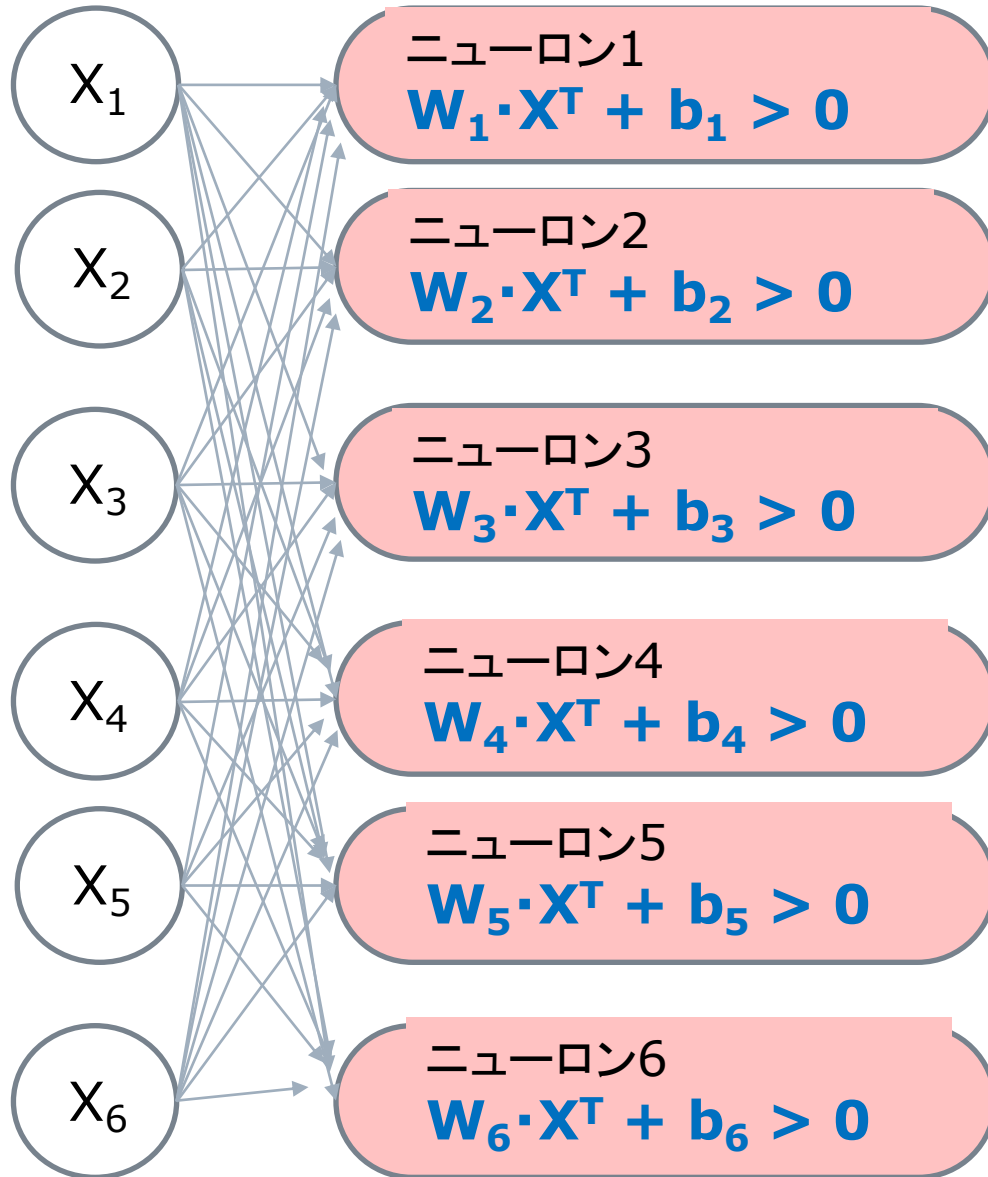 X₁
ニューロン1
W₁·Xᵀ + b₁ > 0
X₂
ニューロン2
W₂·Xᵀ + b₂ > 0
X₃
ニューロン3
W₃·Xᵀ + b₃ > 0
X₄
ニューロン4
W₄·Xᵀ + b₄ > 0
X₅
ニューロン5
W₅·Xᵀ + b₅ > 0
X₆
ニューロン6
W₆·Xᵀ + b₆ > 0